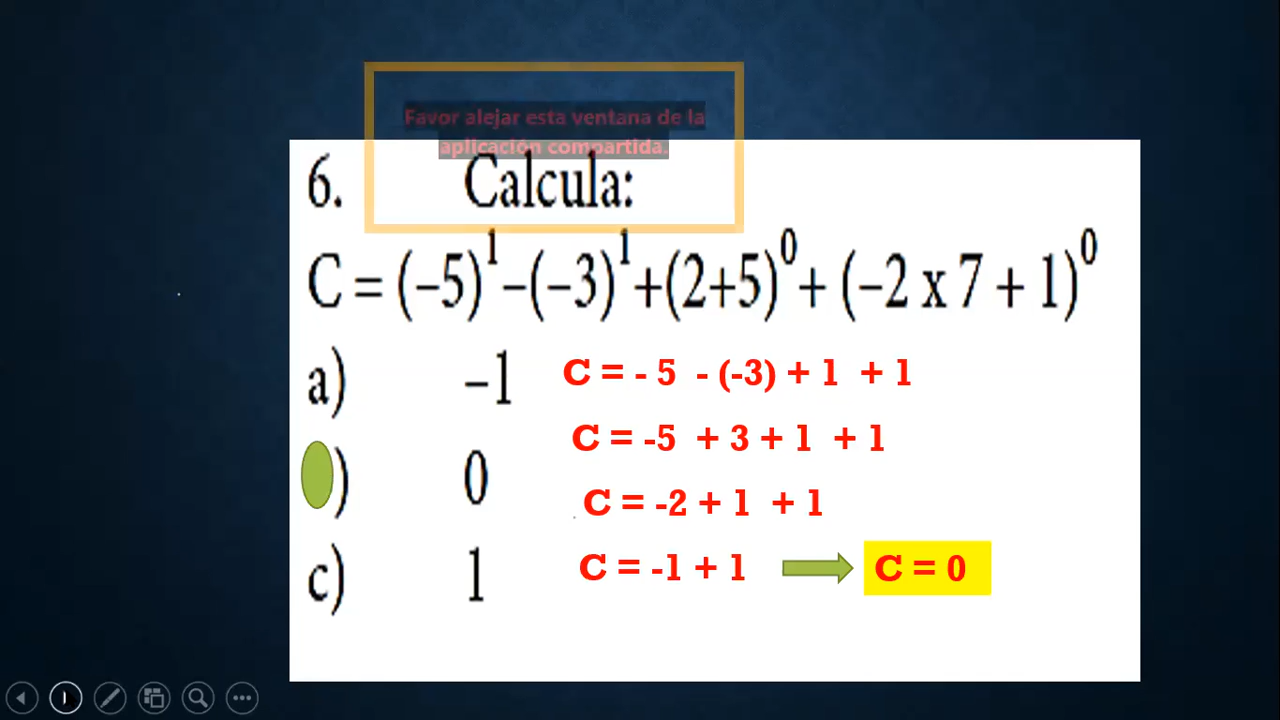 Favor alejar esta ventana de la
aplicación compartida.
6. Calcula:
C = (–5)¹ –(–3)¹ +(2+5)⁰ + (–2 x 7 + 1)⁰
a) –1
C = - 5 - (-3) + 1 + 1
C = -5 + 3 + 1 + 1
) 0
C = -2 + 1 + 1
C = -1 + 1 C = 0
c) 1